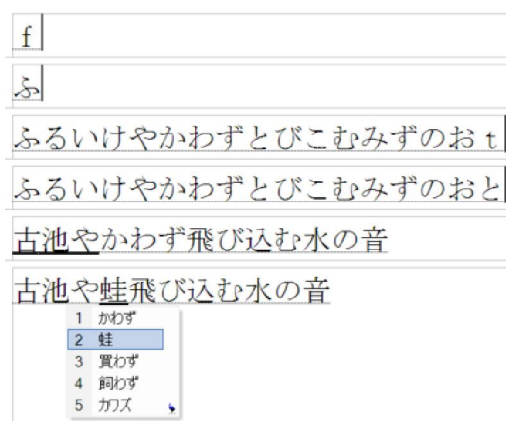 f
ふ
ふるいけやかわずとびこむみずのおｔ
ふるいけやかわずとびこむみずのおと
古池やかわず飛び込む水の音
古池や蛙飛び込む水の音
1 かわず
2 蛙
3 買わず
4 飼わず
5 カワズ